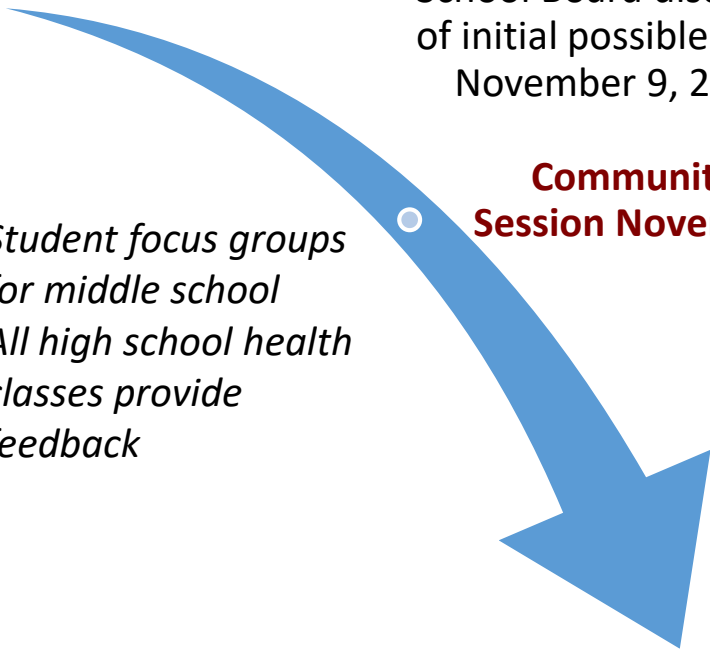 of initial possible
November 9, 2
Session Nove
Student focus groups
for middle school
All high school health
classes provide
feedback